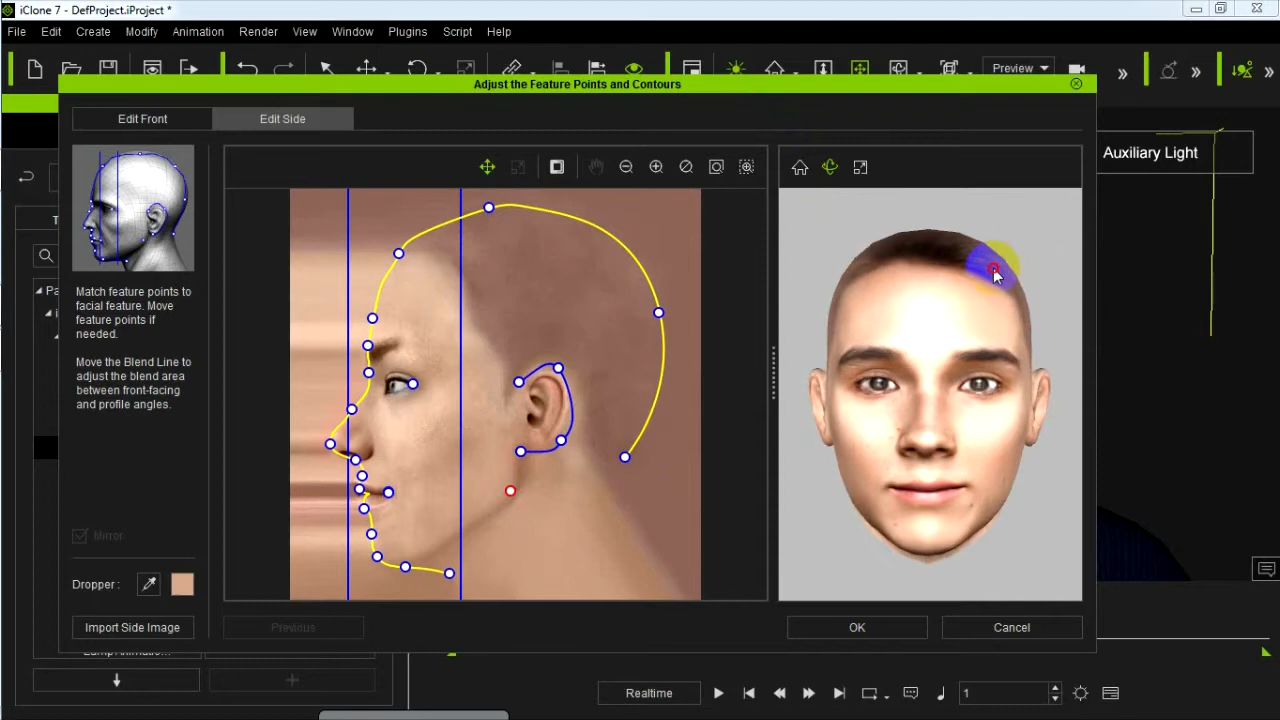 iClone 7 - DefProject.iProject *
File Edit Create Modify Animation Render View Window Plugins Script Help
Preview
Adjust the Feature Points and Contours
Edit Front Edit Side
Auxiliary Light
Match feature points to
facial feature. Move
feature points if
needed.
Move the Blend Line to
adjust the blend area
between front-facing
and profile angles.
Mirror
Dropper :
Import Side Image
Previous
OK
Cancel
Realtime
1